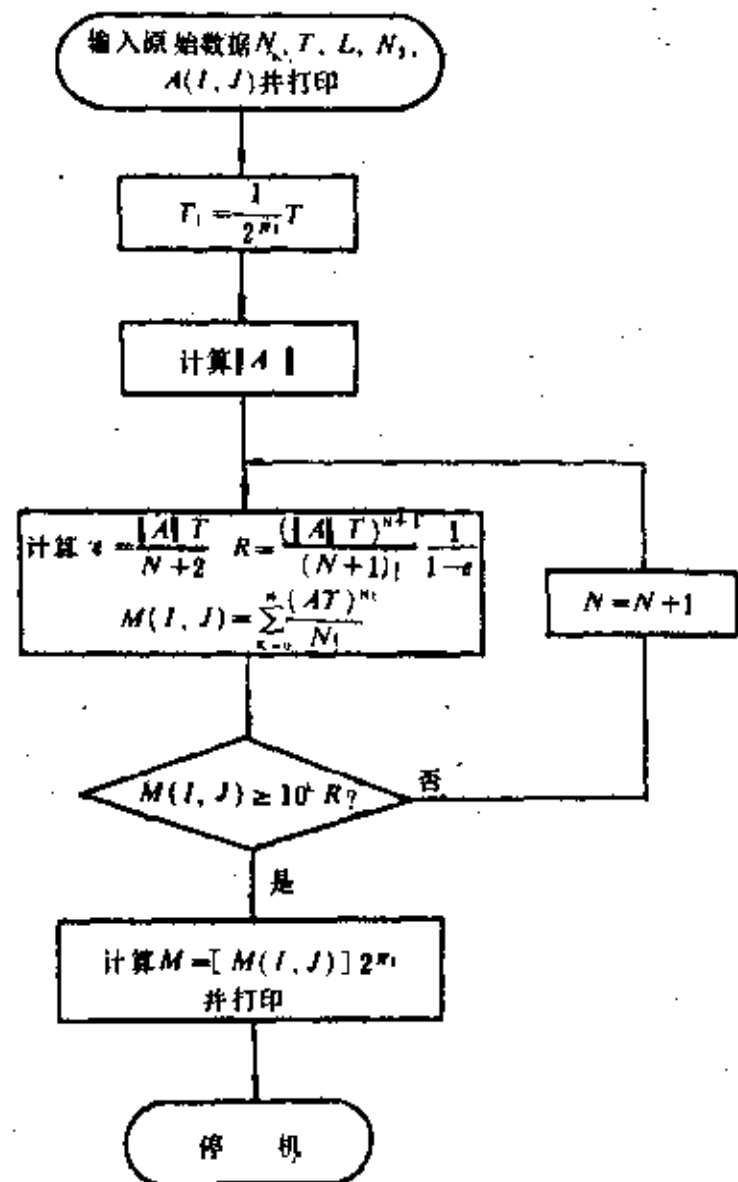 输入原始数据N、T、L、N₁、
A(I, J)并打印
T₁ = 1/2^N₁ T
计算‖A‖
计算 e = ‖A‖T/(N+2)  R = (‖A‖T)^(N+1)/(N+1)! 1/(1-e)
M(I, J) = Σ (AT)^N₁/N!
N = N+1
M(I, J) ≥ 10^L R?
否
是
计算M = [M(I, J)]2^N₁
并打印
停 机